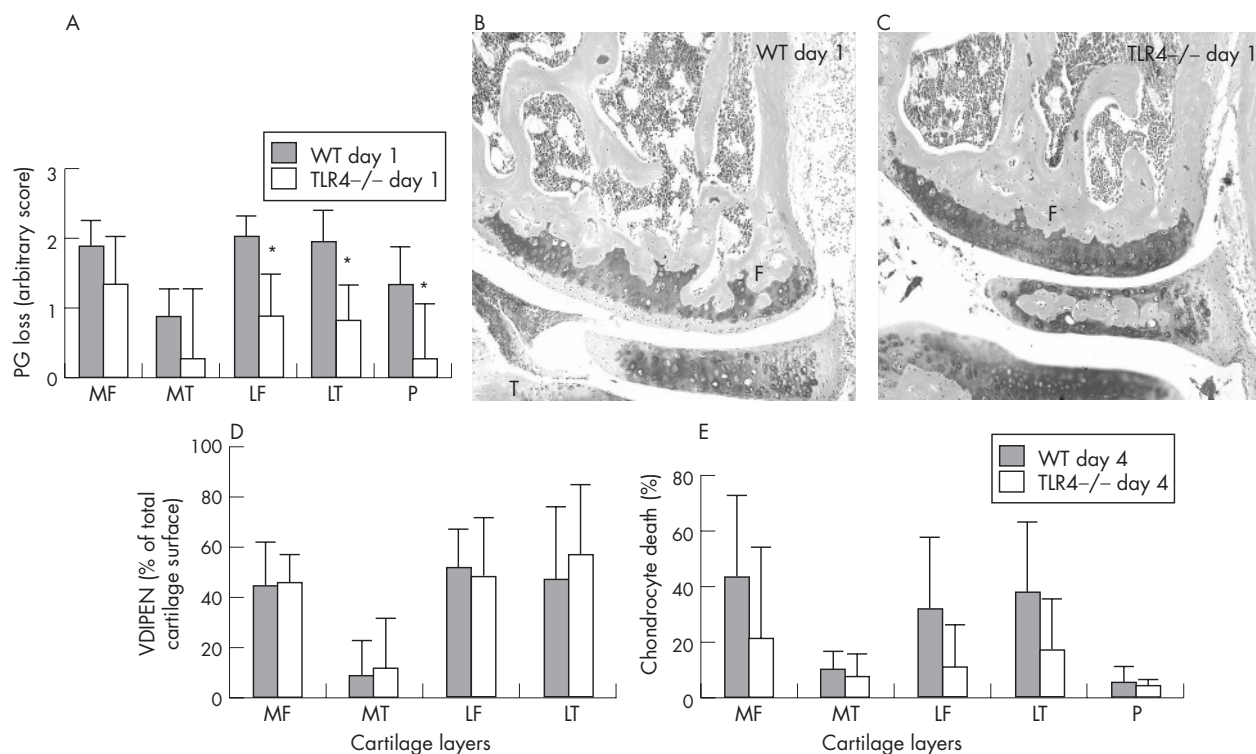 A
WT day 1
TLR4–/– day 1
PG loss (arbitrary score)
3
2
1
0
*
*
*
MF
MT
LF
LT
P
B
WT day 1
F
T
C
TLR4–/– day 1
F
D
VDIPEN (% of total
cartilage surface)
100
80
60
40
20
0
MF
MT
LF
LT
Cartilage layers
E
WT day 4
TLR4–/– day 4
Chondrocyte death (%)
80
60
40
20
0
MF
MT
LF
LT
P
Cartilage layers